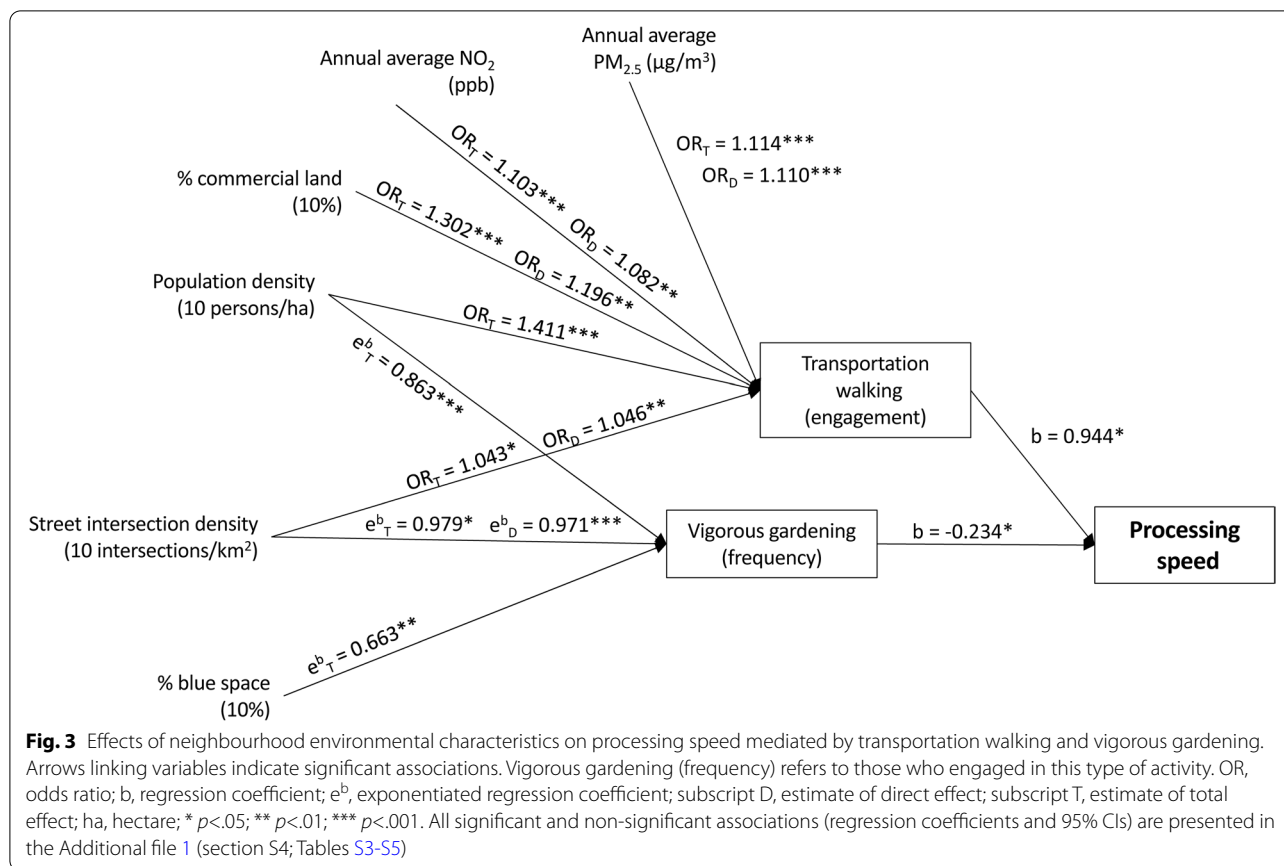 Annual average
PM2.5 (µg/m³)
Annual average NO2
(ppb)
ORT = 1.114***
ORD = 1.110***
ORT = 1.103*** ORD = 1.082**
% commercial land
(10%)
ORT = 1.302*** ORD = 1.196**
Population density
(10 persons/ha)
ORT = 1.411***
e^bT = 0.863***
Transportation
walking
(engagement)
ORT = 1.043* ORD = 1.046**
b = 0.944*
Street intersection density
(10 intersections/km²)
e^bT = 0.979* e^bD = 0.971***
Vigorous gardening
(frequency)
b = -0.234*
Processing
speed
e^bT = 0.663**
% blue space
(10%)
Fig. 3 Effects of neighbourhood environmental characteristics on processing speed mediated by transportation walking and vigorous gardening.
Arrows linking variables indicate significant associations. Vigorous gardening (frequency) refers to those who engaged in this type of activity. OR,
odds ratio; b, regression coefficient; e^b, exponentiated regression coefficient; subscript D, estimate of direct effect; subscript T, estimate of total
effect; ha, hectare; * p<.05; ** p<.01; *** p<.001. All significant and non-significant associations (regression coefficients and 95% CIs) are presented in
the Additional file 1 (section S4; Tables S3-S5)